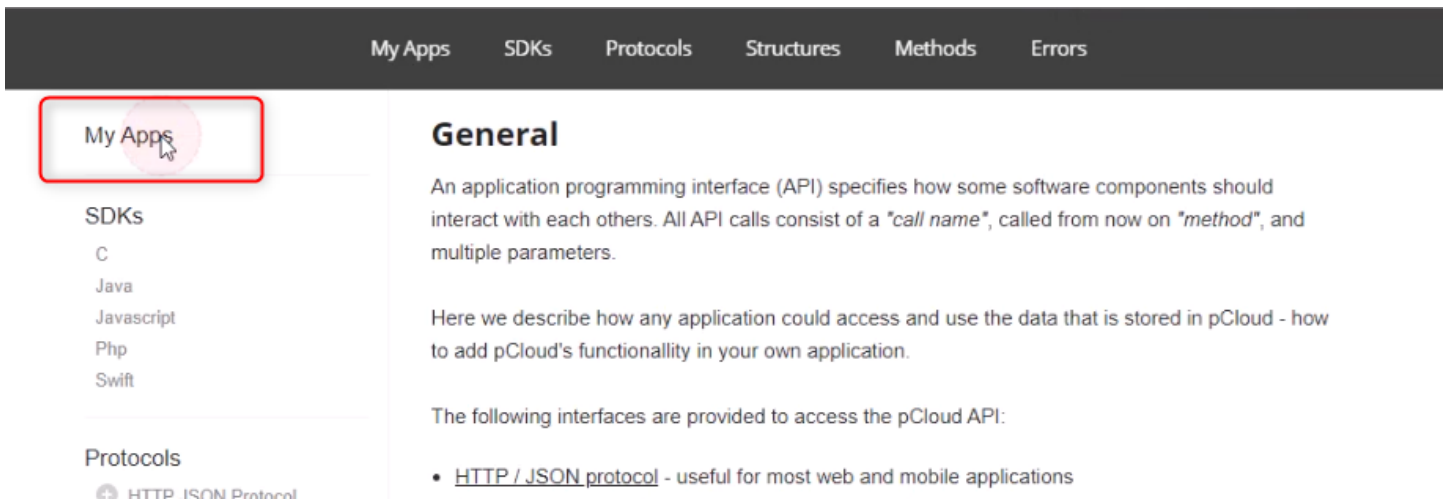 My Apps SDKs Protocols Structures Methods Errors
My Apps
SDKs
C
Java
Javascript
Php
Swift
Protocols
HTTP JSON Protocol
General
An application programming interface (API) specifies how some software components should
interact with each others. All API calls consist of a "call name", called from now on "method", and
multiple parameters.
Here we describe how any application could access and use the data that is stored in pCloud - how
to add pCloud's functionallity in your own application.
The following interfaces are provided to access the pCloud API:
• HTTP / JSON protocol - useful for most web and mobile applications